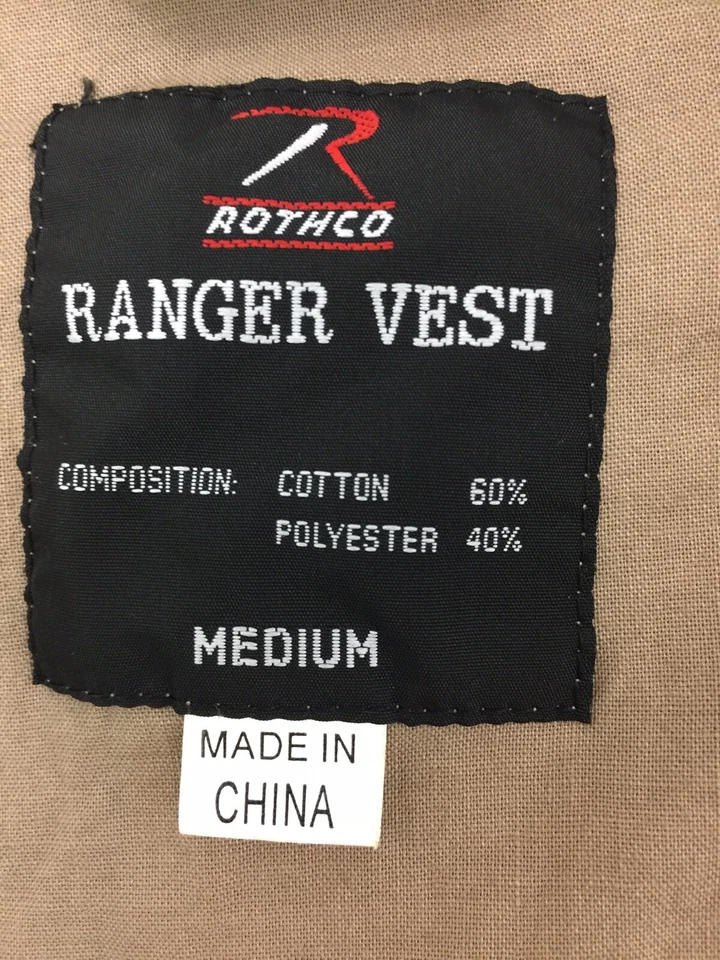 ROTHCO
RANGER VEST
COMPOSITION: COTTON 60%
POLYESTER 40%
MEDIUM
MADE IN
CHINA